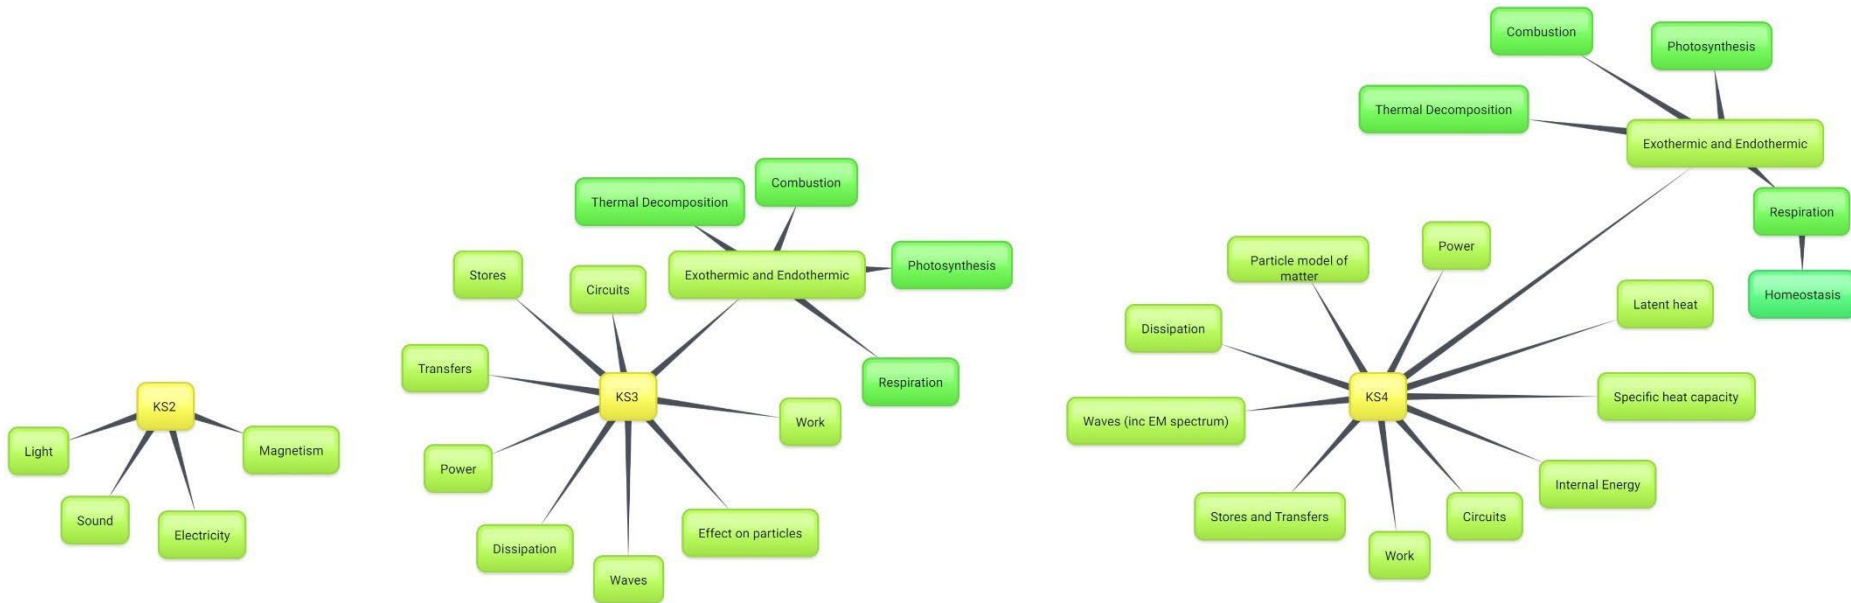 KS2
Light
Sound
Electricity
Magnetism
KS3
Stores
Circuits
Exothermic and Endothermic
Thermal Decomposition
Combustion
Photosynthesis
Respiration
Transfers
Work
Power
Dissipation
Waves
Effect on particles
KS4
Combustion
Photosynthesis
Thermal Decomposition
Exothermic and Endothermic
Respiration
Homeostasis
Particle model of
matter
Power
Latent heat
Dissipation
Specific heat capacity
Waves (inc EM spectrum)
Internal Energy
Stores and Transfers
Circuits
Work